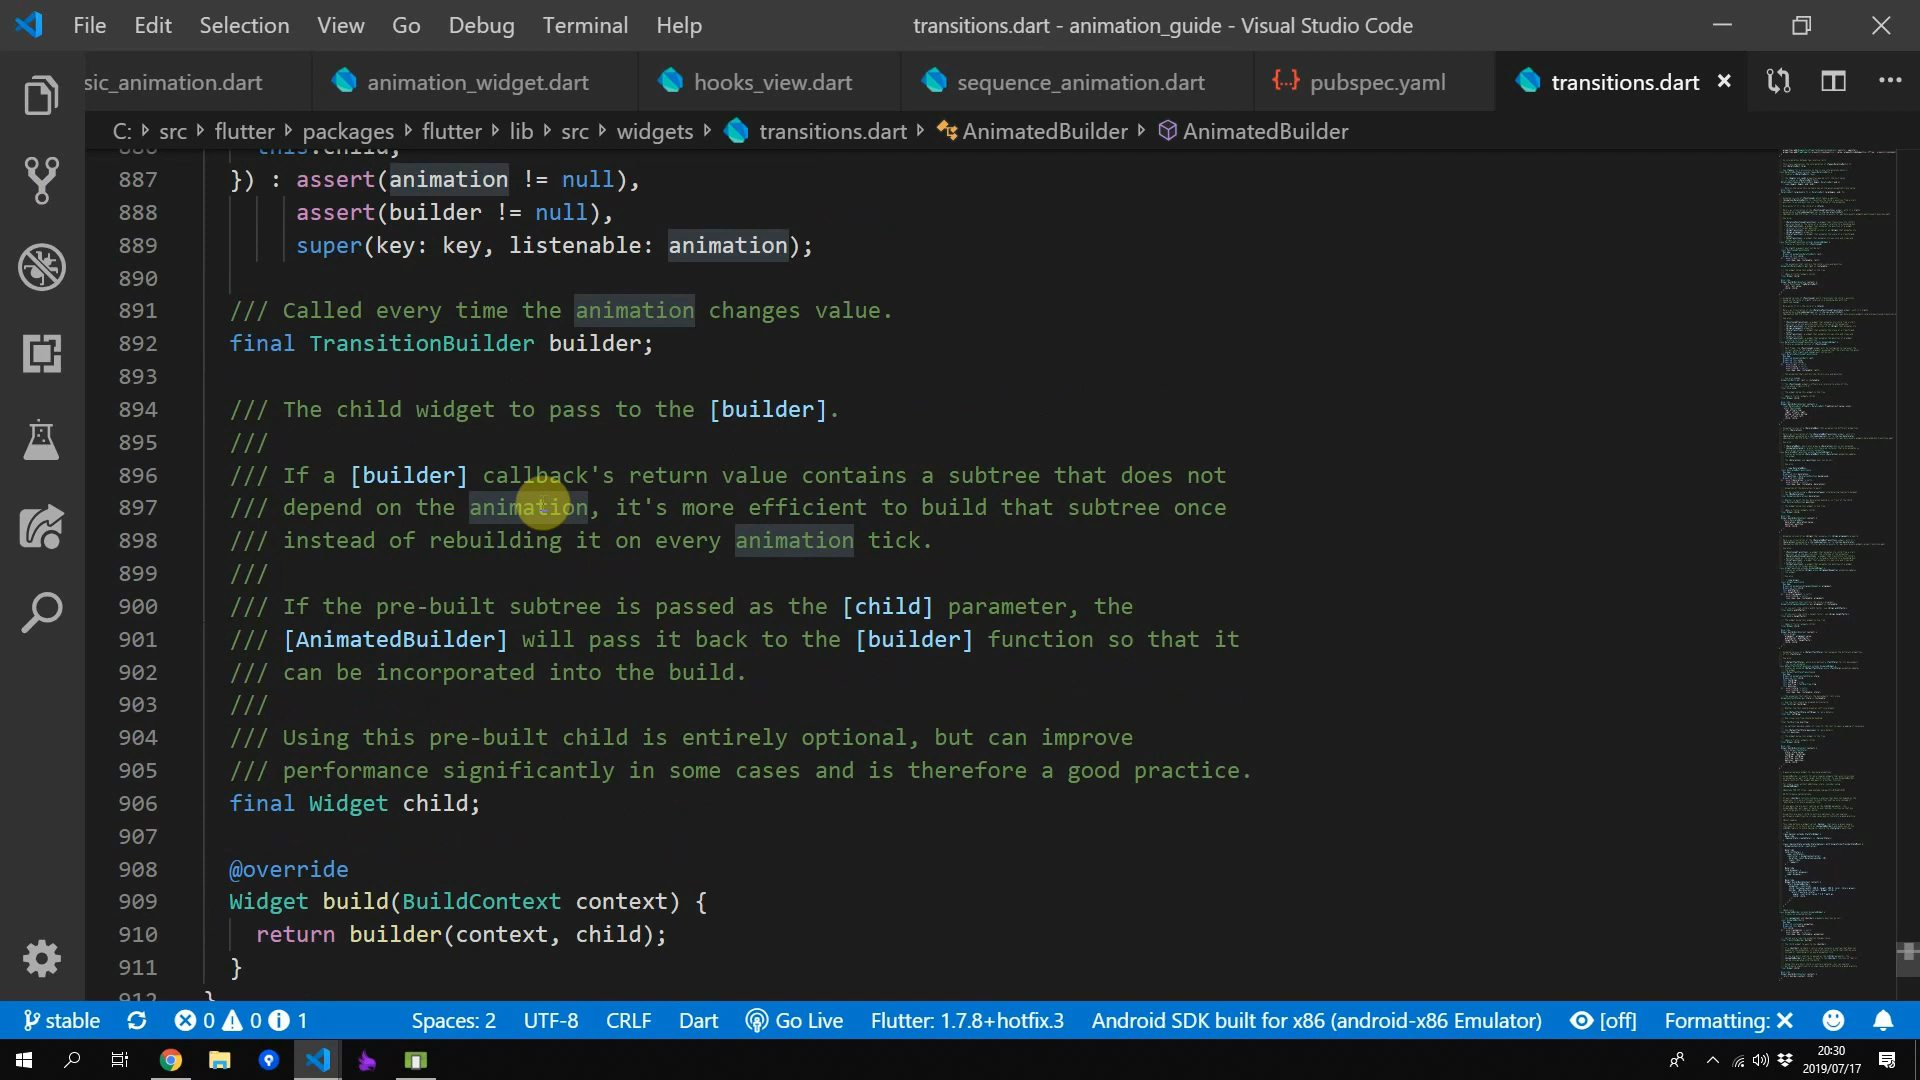 File Edit Selection View Go Debug Terminal Help transitions.dart - animation_guide - Visual Studio Code
sic_animation.dart animation_widget.dart hooks_view.dart sequence_animation.dart pubspec.yaml transitions.dart
C: src flutter packages flutter lib src widgets transitions.dart AnimatedBuilder AnimatedBuilder
886 this.child,
887 }) : assert(animation != null),
888 assert(builder != null),
889 super(key: key, listenable: animation);
890
891 /// Called every time the animation changes value.
892 final TransitionBuilder builder;
893
894 /// The child widget to pass to the [builder].
895 ///
896 /// If a [builder] callback's return value contains a subtree that does not
897 /// depend on the animation, it's more efficient to build that subtree once
898 /// instead of rebuilding it on every animation tick.
899 ///
900 /// If the pre-built subtree is passed as the [child] parameter, the
901 /// [AnimatedBuilder] will pass it back to the [builder] function so that it
902 /// can be incorporated into the build.
903 ///
904 /// Using this pre-built child is entirely optional, but can improve
905 /// performance significantly in some cases and is therefore a good practice.
906 final Widget child;
907
908 @override
909 Widget build(BuildContext context) {
910 return builder(context, child);
911 }
912 }
stable 0 0 1 Spaces: 2 UTF-8 CRLF Dart Go Live Flutter: 1.7.8+hotfix.3 Android SDK built for x86 (android-x86 Emulator) [off] Formatting: ×
20:30
2019/07/17